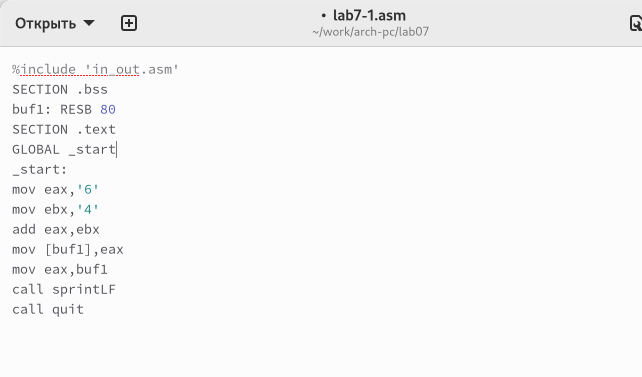 Открыть
• lab7-1.asm
~/work/arch-pc/lab07
%include 'in_out.asm'
SECTION .bss
buf1: RESB 80
SECTION .text
GLOBAL _start
_start:
mov eax,'6'
mov ebx,'4'
add eax,ebx
mov [buf1],eax
mov eax,buf1
call sprintLF
call quit